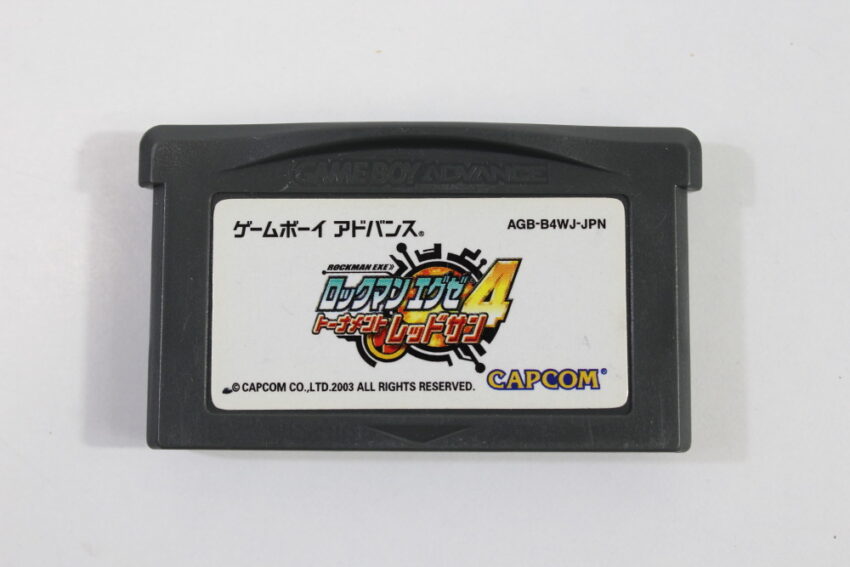 GAME BOY ADVANCE
ゲームボーイ アドバンス®
AGB-B4WJ-JPN
ROCKMAN EXE
ロックマン エグゼ 4
トーナメント レッドサン
© CAPCOM CO.,LTD.2003 ALL RIGHTS RESERVED.
CAPCOM®